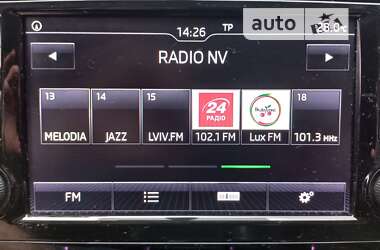 14:26
TP
28.0°C
auto
RIA
RADIO NV
13 14 15 18
24
РАДІО
MELODIA JAZZ LVIV.FM 102.1 FM Lux FM 101.3 MHz
FM